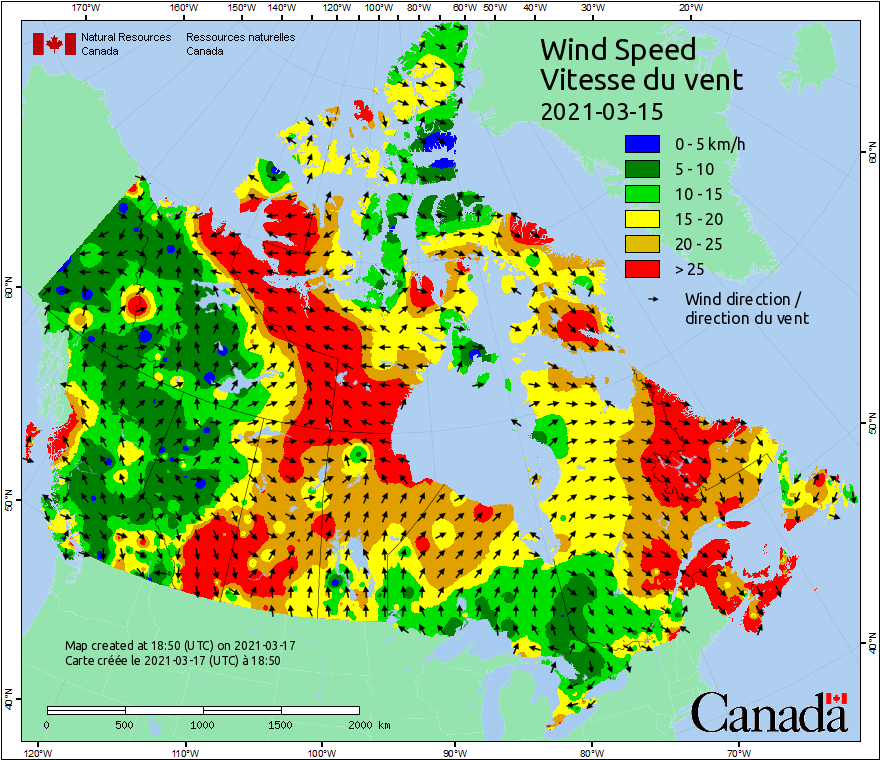 170°W 160°W 150°W 140°W 120°W 100°W 80°W 60°W 50°W 40°W 30°W 20°W
Natural Resources Ressources naturelles
Canada Canada
Wind Speed
Vitesse du vent
2021-03-15
0 - 5 km/h
5 - 10
10 - 15
15 - 20
20 - 25
> 25
Wind direction /
direction du vent
60°N
60°N
50°N
50°N
40°N
40°N
Map created at 18:50 (UTC) on 2021-03-17
Carte créée le 2021-03-17 (UTC) à 18:50
0 500 1000 1500 2000 km
Canada
120°W 110°W 100°W 90°W 80°W 70°W